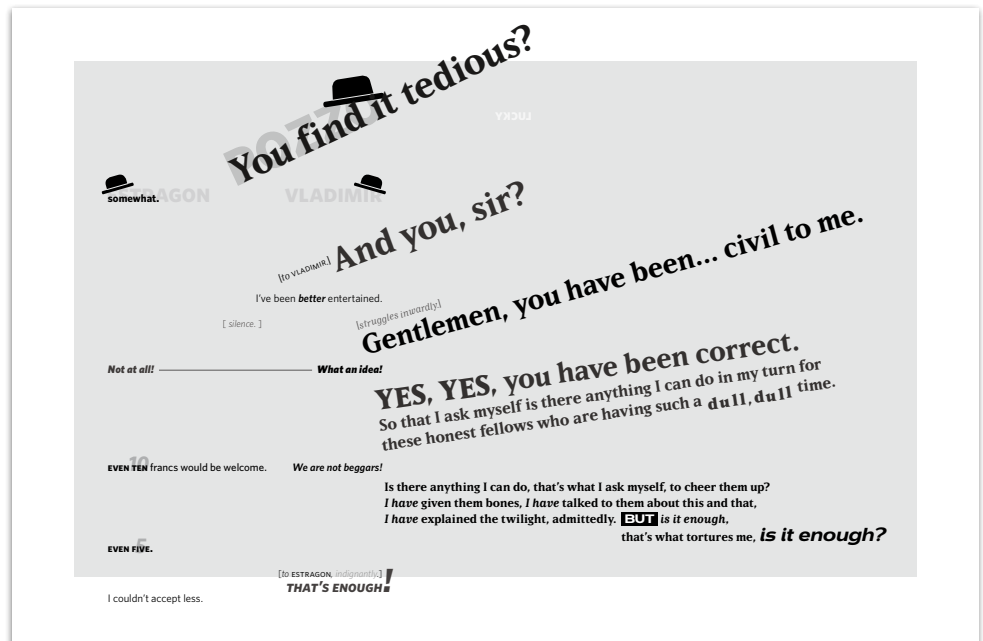 You find it tedious?
POZZO
LUCKY
ESTRAGON
VLADIMIR
somewhat.
[to VLADIMIR.] And you, sir?
I've been better entertained.
[ silence. ]
[struggles inwardly.]
Gentlemen, you have been... civil to me.
Not at all!
What an idea!
YES, YES, you have been correct.
So that I ask myself is there anything I can do in my turn for
these honest fellows who are having such a dull, dull time.
10
EVEN TEN francs would be welcome.
We are not beggars!
Is there anything I can do, that's what I ask myself, to cheer them up?
I have given them bones, I have talked to them about this and that,
I have explained the twilight, admittedly. BUT is it enough,
that's what tortures me, is it enough?
5
EVEN FIVE.
[to ESTRAGON, indignantly.]
THAT'S ENOUGH!
I couldn't accept less.